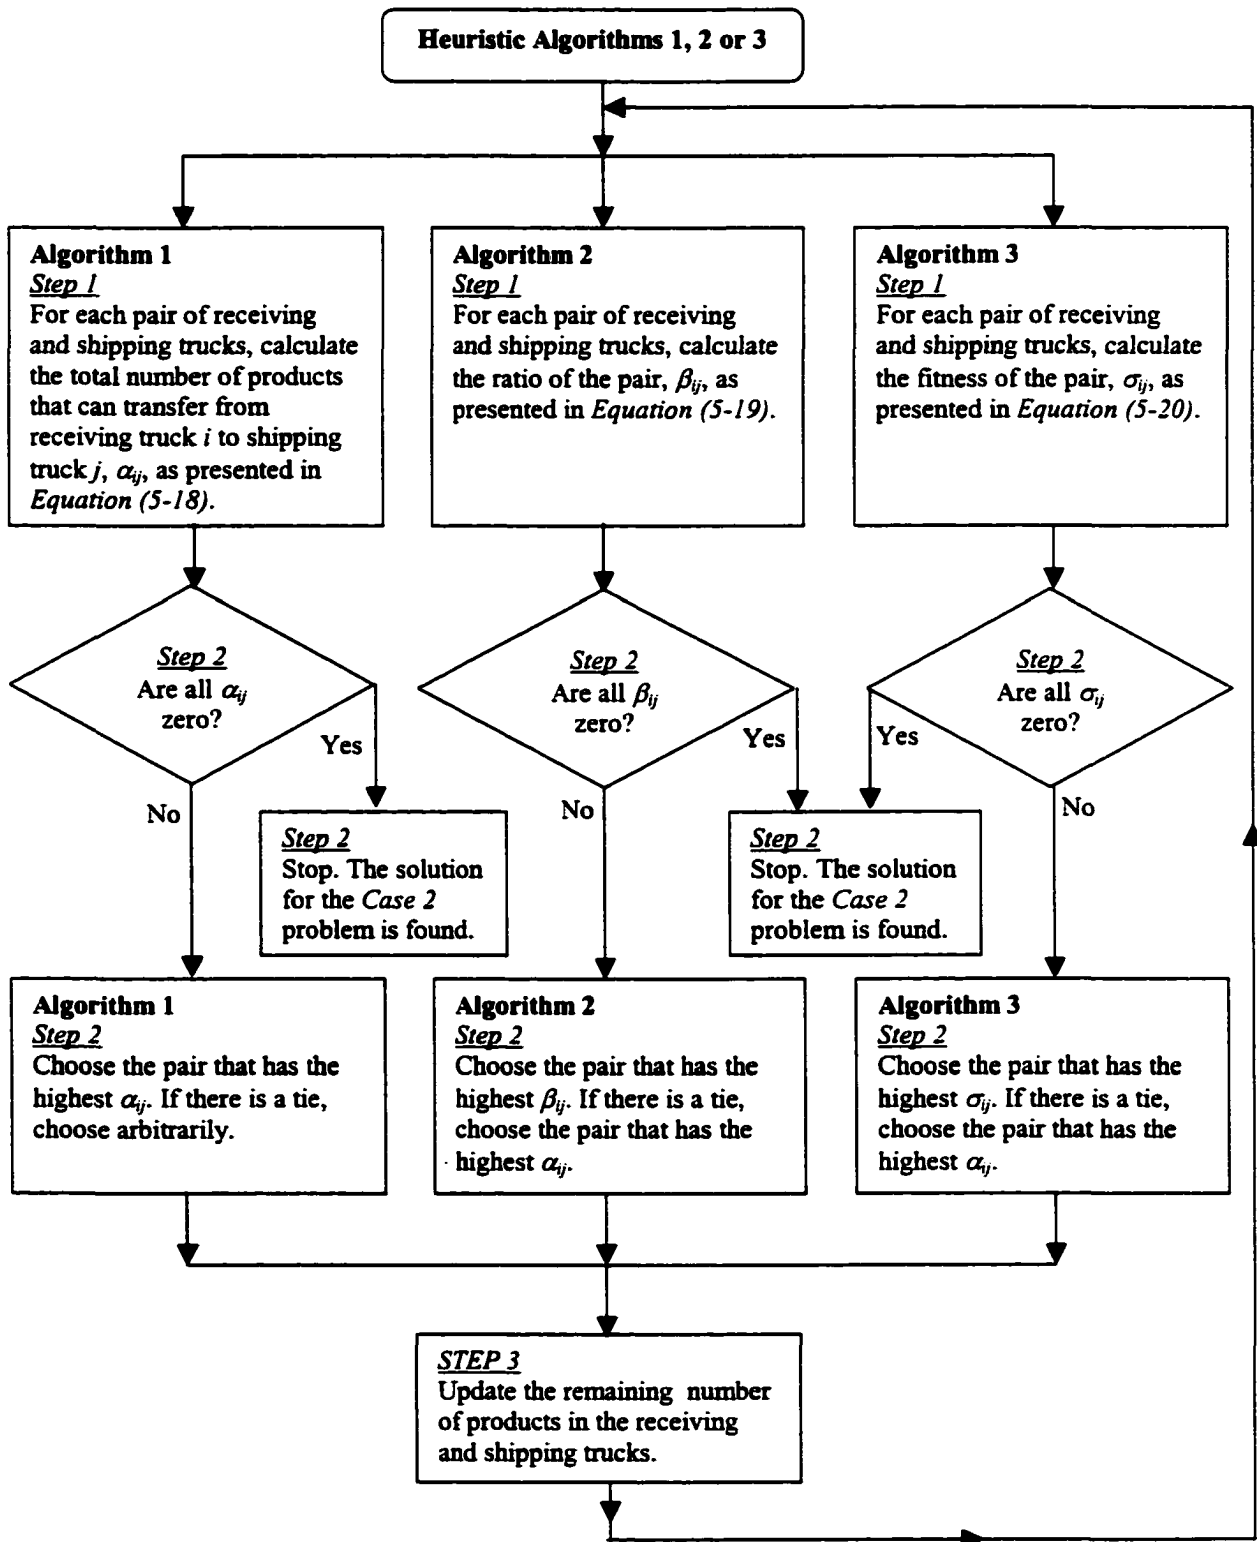 Heuristic Algorithms 1, 2 or 3
Algorithm 1
Step 1
For each pair of receiving
and shipping trucks, calculate
the total number of products
that can transfer from
receiving truck i to shipping
truck j, αij, as presented in
Equation (5-18).
Algorithm 2
Step 1
For each pair of receiving
and shipping trucks, calculate
the ratio of the pair, βij, as
presented in Equation (5-19).
Algorithm 3
Step 1
For each pair of receiving
and shipping trucks, calculate
the fitness of the pair, σij, as
presented in Equation (5-20).
Step 2
Are all αij
zero?
Yes
No
Step 2
Are all βij
zero?
Yes
No
Step 2
Are all σij
zero?
Yes
No
Step 2
Stop. The solution
for the Case 2
problem is found.
Step 2
Stop. The solution
for the Case 2
problem is found.
Algorithm 1
Step 2
Choose the pair that has the
highest αij. If there is a tie,
choose arbitrarily.
Algorithm 2
Step 2
Choose the pair that has the
highest βij. If there is a tie,
choose the pair that has the
highest αij.
Algorithm 3
Step 2
Choose the pair that has the
highest σij. If there is a tie,
choose the pair that has the
highest αij.
STEP 3
Update the remaining number
of products in the receiving
and shipping trucks.